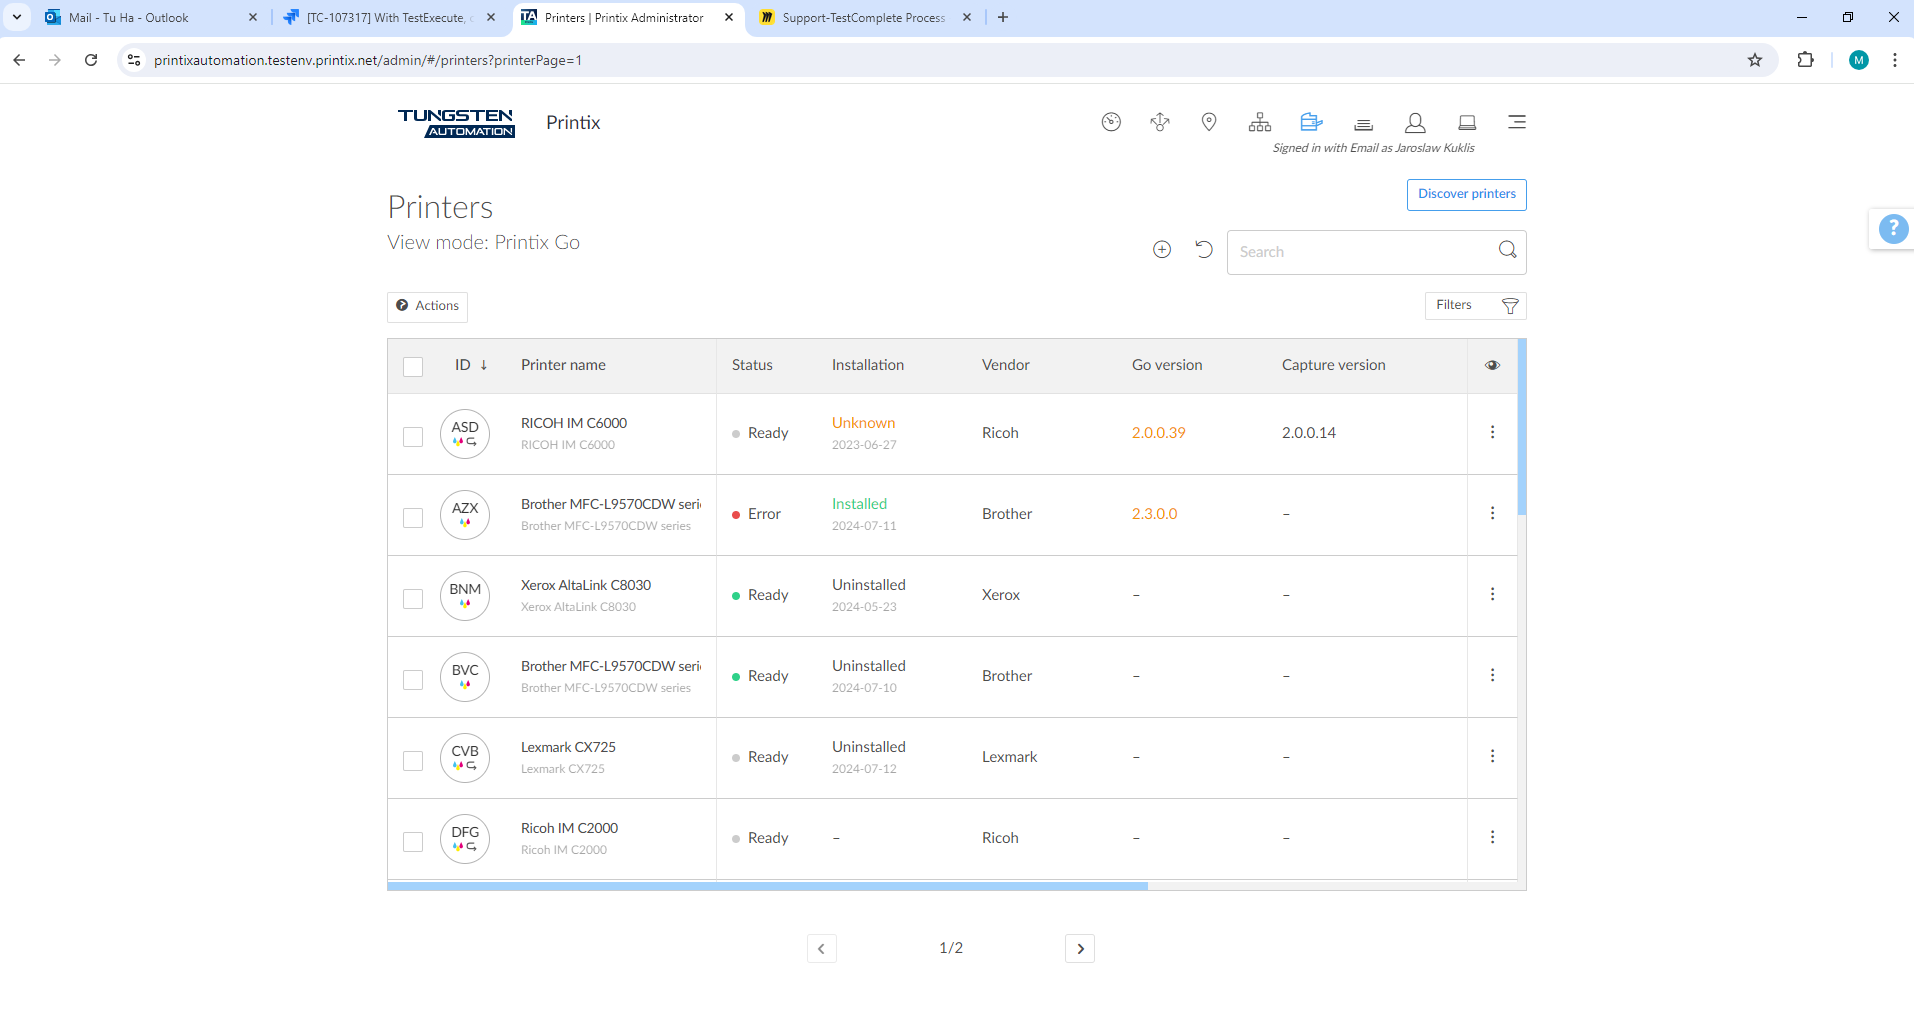 Mail - Tu Ha - Outlook
[TC-107317] With TestExecute,
Printers | Printix Administrator
Support-TestComplete Process
printixautomation.testenv.printix.net/admin/#/printers?printerPage=1
M
TUNGSTEN
AUTOMATION
Printix
Signed in with Email as Jaroslaw Kuklis
Printers
Discover printers
View mode: Printix Go
Search
?
Actions
Filters
ID ↓ Printer name Status Installation Vendor Go version Capture version
ASD RICOH IM C6000 Ready Unknown Ricoh 2.0.0.39 2.0.0.14
RICOH IM C6000 2023-06-27
AZX Brother MFC-L9570CDW seri Error Installed Brother 2.3.0.0 –
Brother MFC-L9570CDW series 2024-07-11
BNM Xerox AltaLink C8030 Ready Uninstalled Xerox – –
Xerox AltaLink C8030 2024-05-23
BVC Brother MFC-L9570CDW seri Ready Uninstalled Brother – –
Brother MFC-L9570CDW series 2024-07-10
CVB Lexmark CX725 Ready Uninstalled Lexmark – –
Lexmark CX725 2024-07-12
DFG Ricoh IM C2000 Ready – Ricoh – –
Ricoh IM C2000
1/2